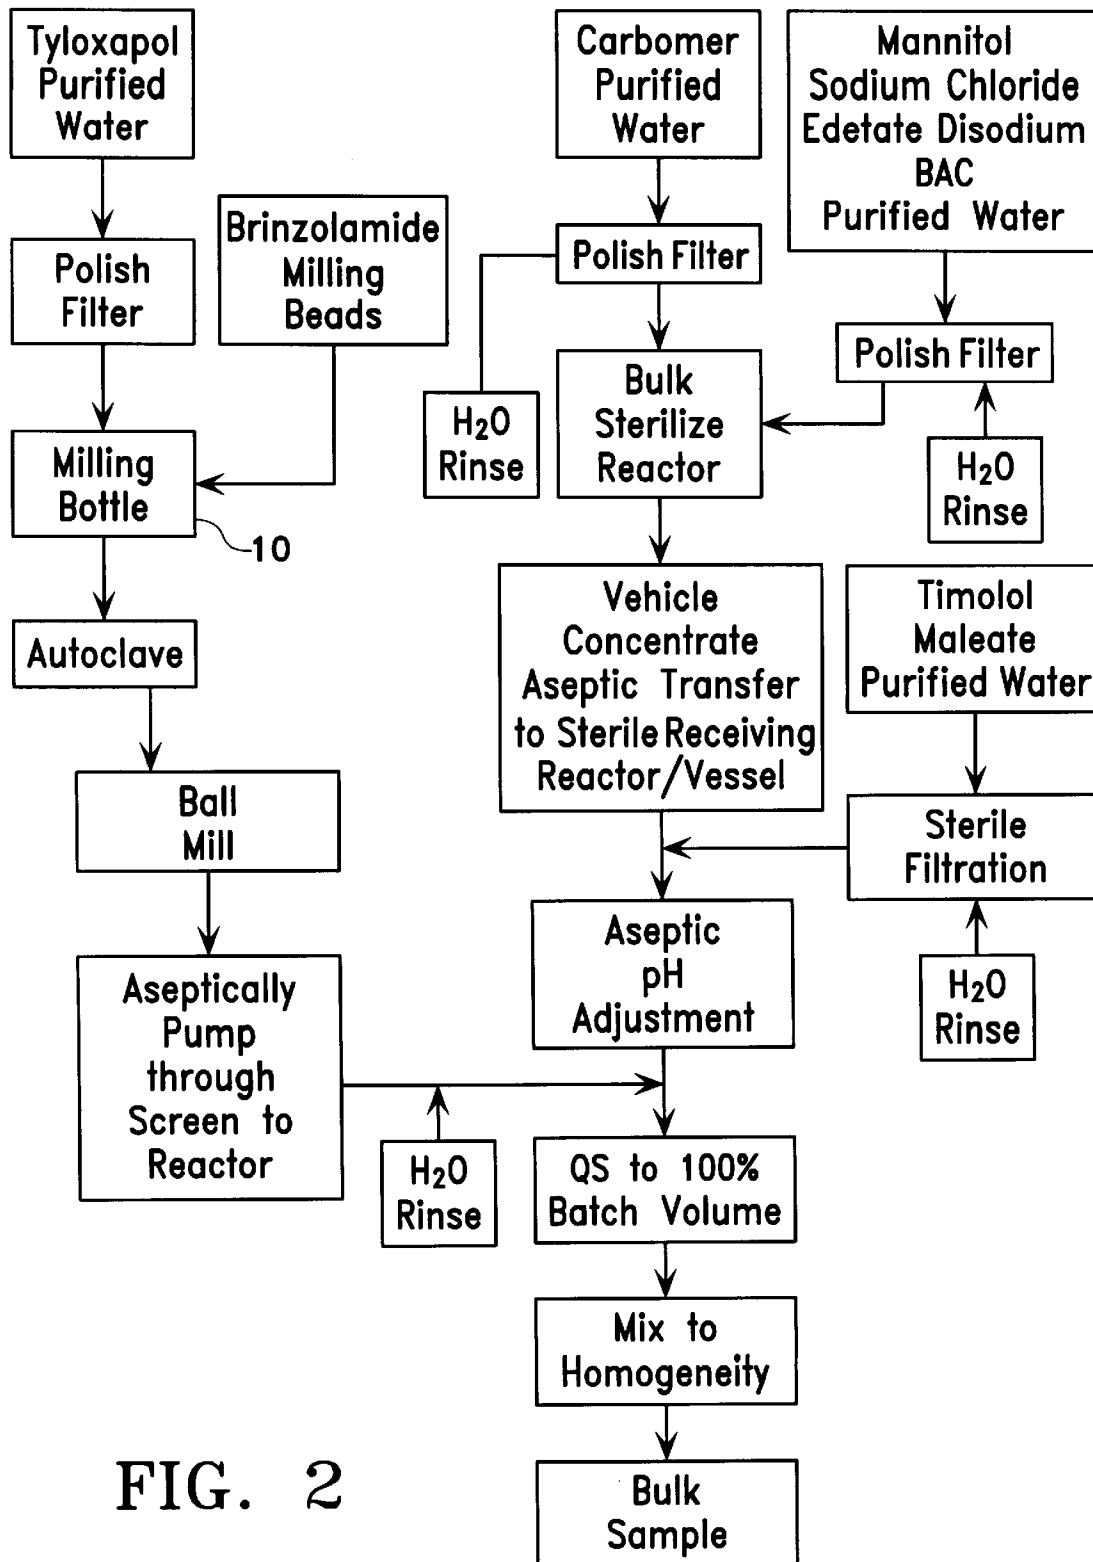 Tyloxapol
Purified
Water
Carbomer
Purified
Water
Mannitol
Sodium Chloride
Edetate Disodium
BAC
Purified Water
Polish
Filter
Brinzolamide
Milling
Beads
Polish Filter
Polish Filter
Milling
Bottle
10
H2O
Rinse
Bulk
Sterilize
Reactor
H2O
Rinse
Autoclave
Vehicle
Concentrate
Aseptic Transfer
to Sterile Receiving
Reactor/Vessel
Timolol
Maleate
Purified Water
Ball
Mill
Sterile
Filtration
Aseptically
Pump
through
Screen to
Reactor
Aseptic
pH
Adjustment
H2O
Rinse
H2O
Rinse
QS to 100%
Batch Volume
Mix to
Homogeneity
Bulk
Sample
FIG. 2